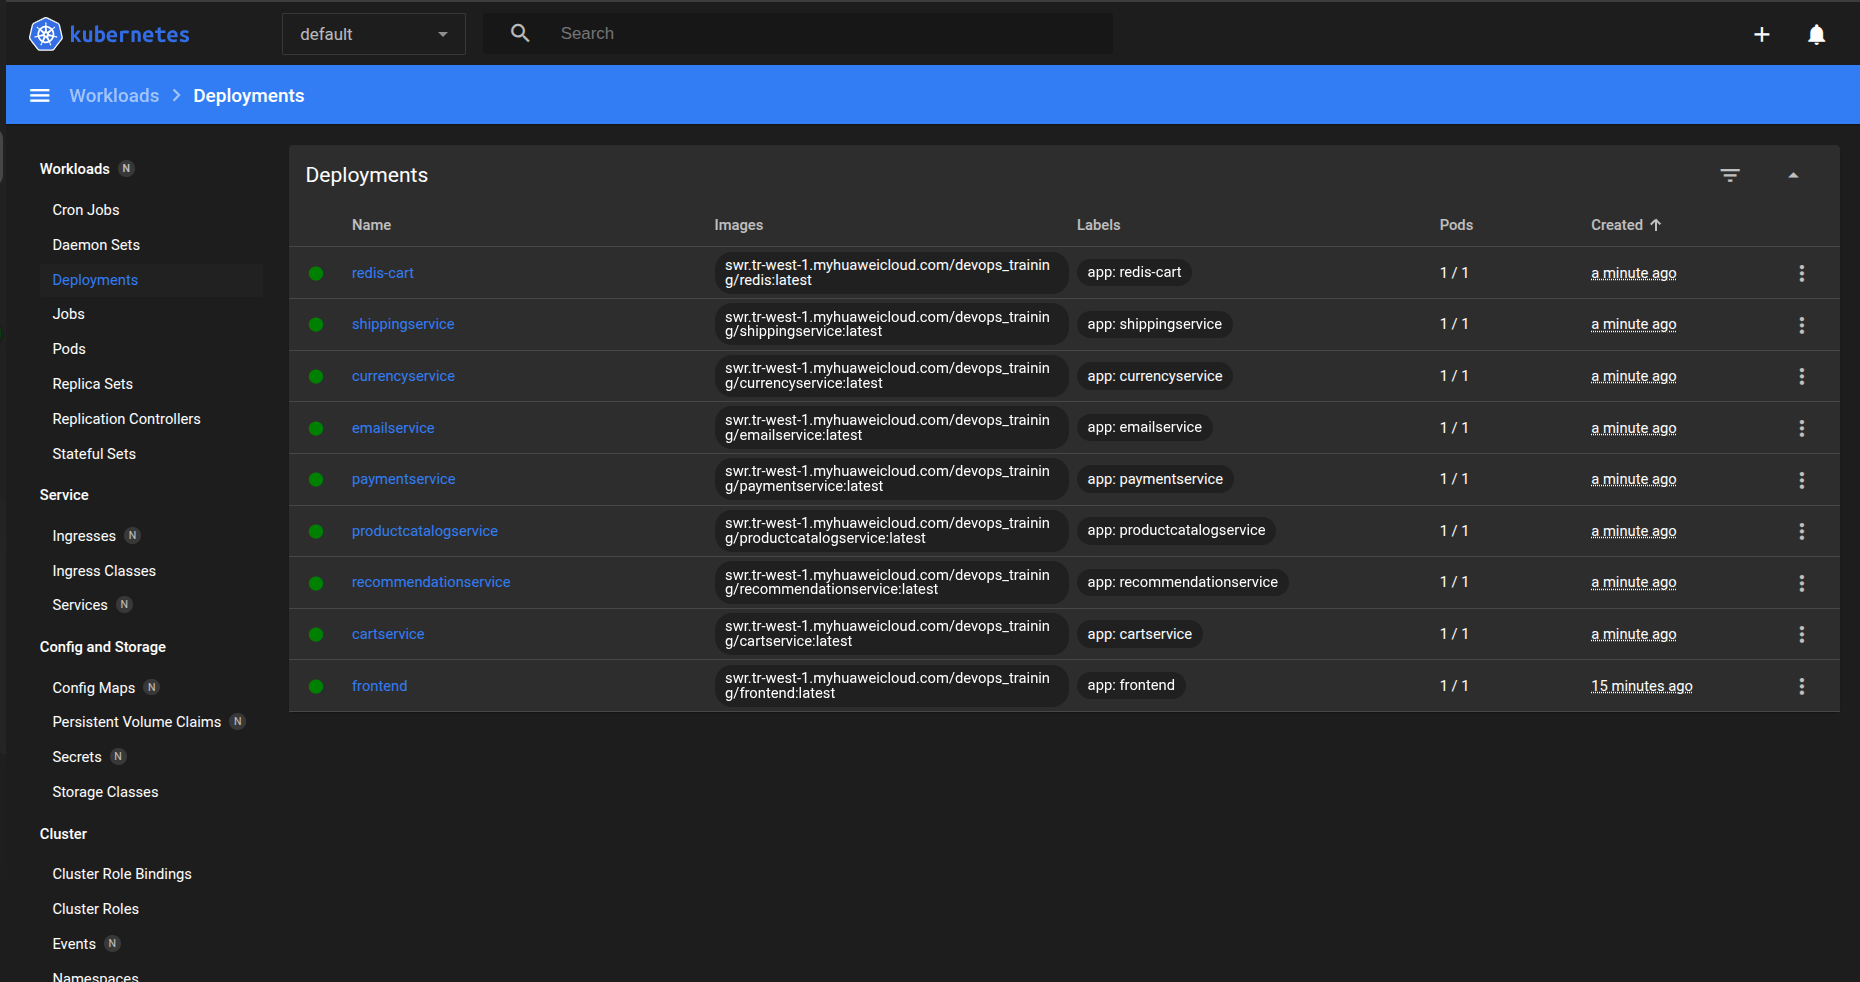 kubernetes
default
Search
Workloads > Deployments
Workloads N
Cron Jobs
Daemon Sets
Deployments
Jobs
Pods
Replica Sets
Replication Controllers
Stateful Sets
Service
Ingresses N
Ingress Classes
Services N
Config and Storage
Config Maps N
Persistent Volume Claims N
Secrets N
Storage Classes
Cluster
Cluster Role Bindings
Cluster Roles
Events N
Namespaces
Deployments
Name Images Labels Pods Created
redis-cart swr.tr-west-1.myhuaweicloud.com/devops_trainin app: redis-cart 1 / 1 a minute ago
g/redis:latest
shippingservice swr.tr-west-1.myhuaweicloud.com/devops_trainin app: shippingservice 1 / 1 a minute ago
g/shippingservice:latest
currencyservice swr.tr-west-1.myhuaweicloud.com/devops_trainin app: currencyservice 1 / 1 a minute ago
g/currencyservice:latest
emailservice swr.tr-west-1.myhuaweicloud.com/devops_trainin app: emailservice 1 / 1 a minute ago
g/emailservice:latest
paymentservice swr.tr-west-1.myhuaweicloud.com/devops_trainin app: paymentservice 1 / 1 a minute ago
g/paymentservice:latest
productcatalogservice swr.tr-west-1.myhuaweicloud.com/devops_trainin app: productcatalogservice 1 / 1 a minute ago
g/productcatalogservice:latest
recommendationservice swr.tr-west-1.myhuaweicloud.com/devops_trainin app: recommendationservice 1 / 1 a minute ago
g/recommendationservice:latest
cartservice swr.tr-west-1.myhuaweicloud.com/devops_trainin app: cartservice 1 / 1 a minute ago
g/cartservice:latest
frontend swr.tr-west-1.myhuaweicloud.com/devops_trainin app: frontend 1 / 1 15 minutes ago
g/frontend:latest